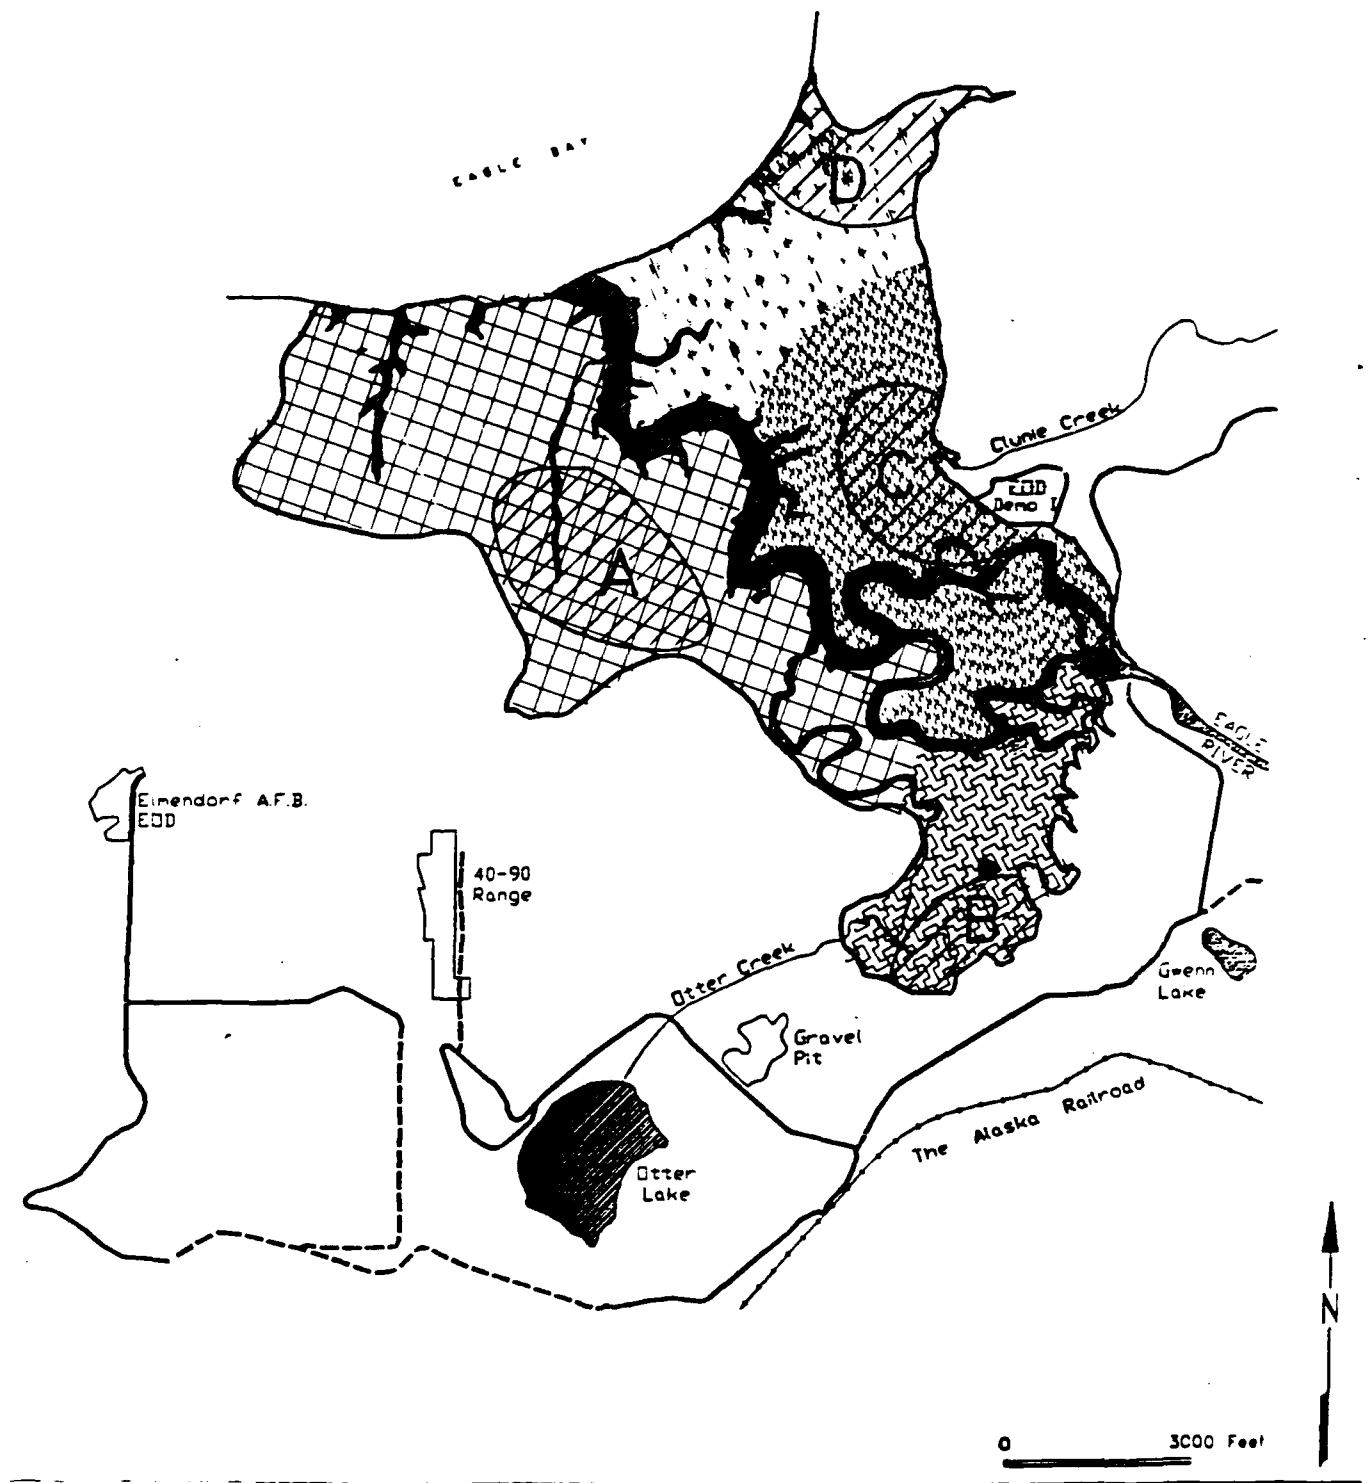 EAGLE BAY
D
Clunie Creek
C
EOD
Demo I
A
EAGLE
RIVER
Elmendorf A.F.B.
EOD
40-90
Range
B
Otter Creek
Gwenn
Lake
Gravel
Pit
The Alaska Railroad
Otter
Lake
N
0 3000 Feet